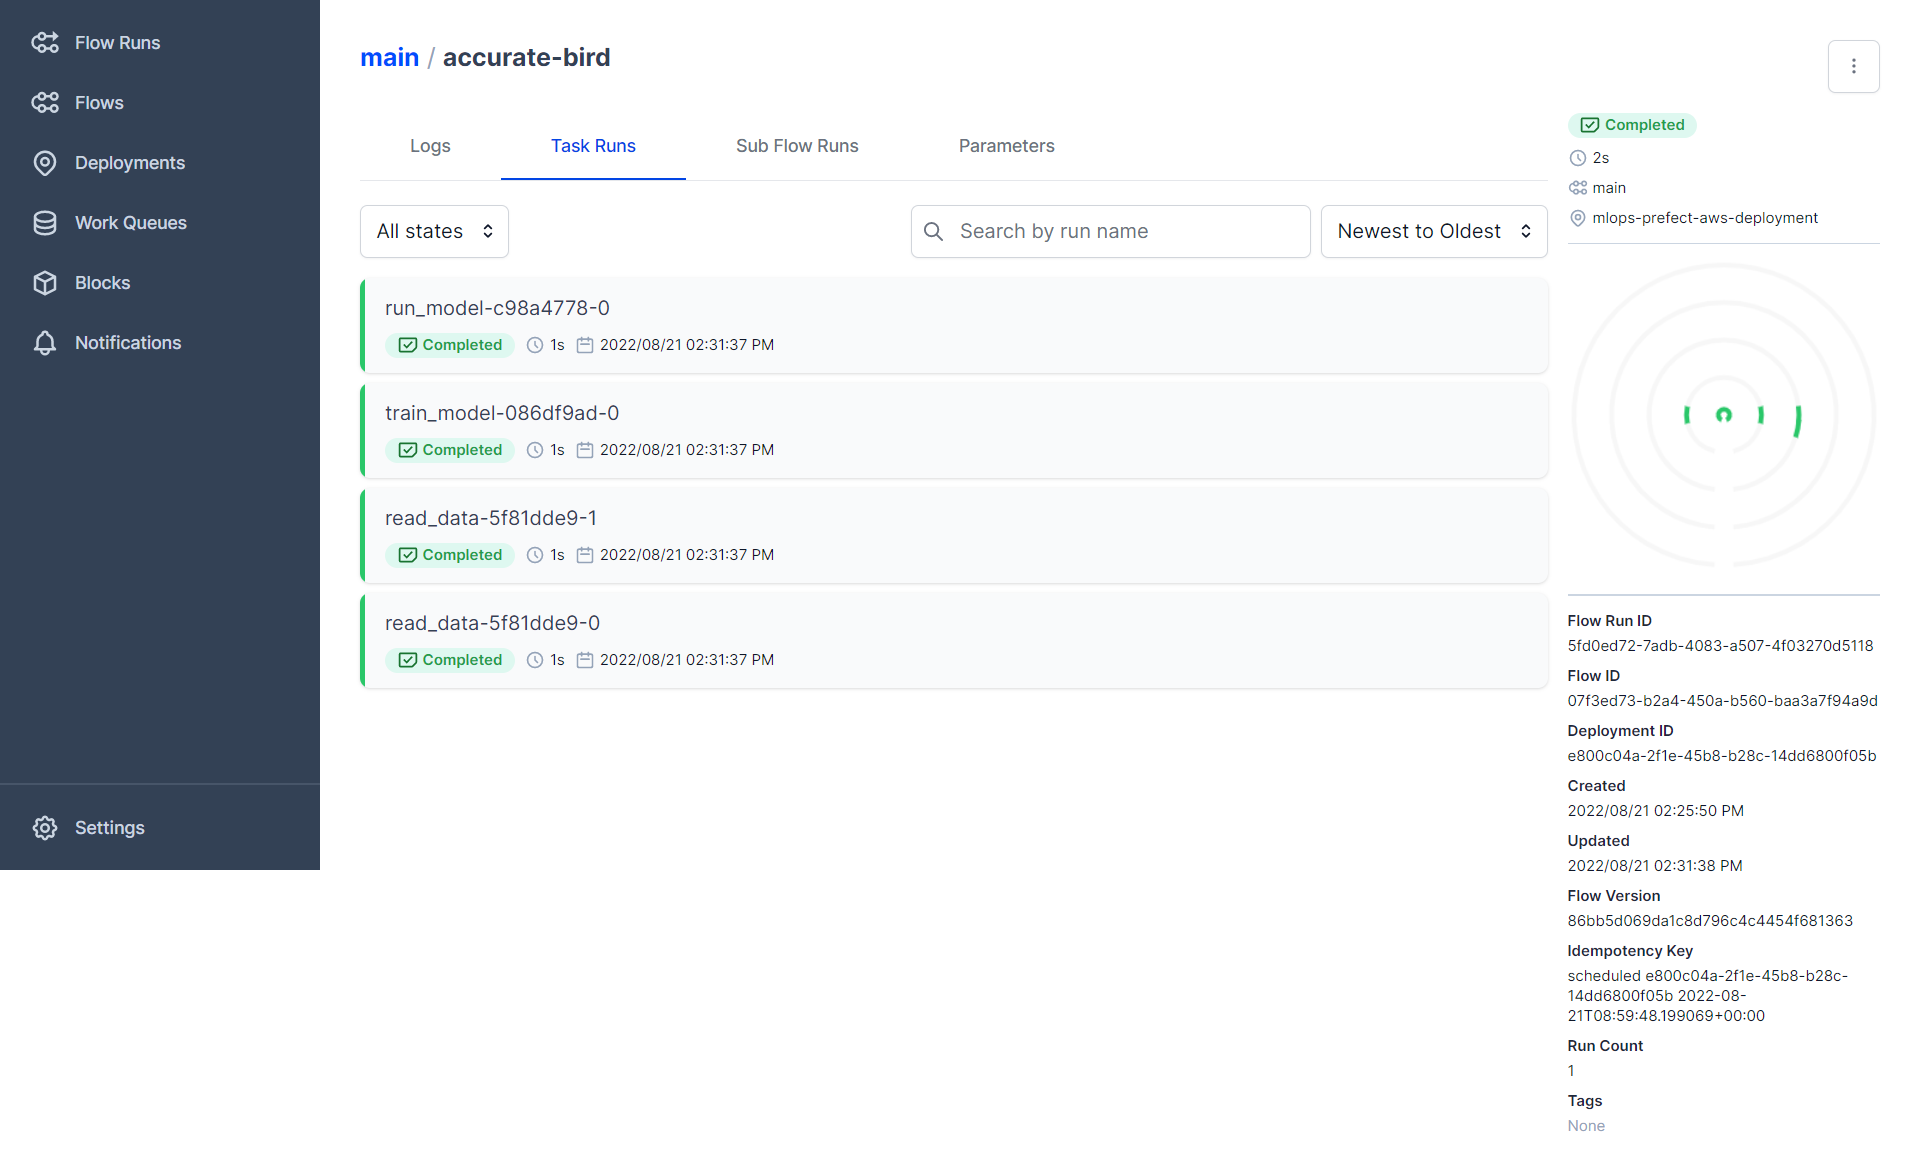 Flow Runs
Flows
Deployments
Work Queues
Blocks
Notifications
Settings
main / accurate-bird
Logs Task Runs Sub Flow Runs Parameters
All states Search by run name Newest to Oldest
run_model-c98a4778-0
Completed 1s 2022/08/21 02:31:37 PM
train_model-086df9ad-0
Completed 1s 2022/08/21 02:31:37 PM
read_data-5f81dde9-1
Completed 1s 2022/08/21 02:31:37 PM
read_data-5f81dde9-0
Completed 1s 2022/08/21 02:31:37 PM
Completed
2s
main
mlops-prefect-aws-deployment
Flow Run ID
5fd0ed72-7adb-4083-a507-4f03270d5118
Flow ID
07f3ed73-b2a4-450a-b560-baa3a7f94a9d
Deployment ID
e800c04a-2f1e-45b8-b28c-14dd6800f05b
Created
2022/08/21 02:25:50 PM
Updated
2022/08/21 02:31:38 PM
Flow Version
86bb5d069da1c8d796c4c4454f681363
Idempotency Key
scheduled e800c04a-2f1e-45b8-b28c-
14dd6800f05b 2022-08-
21T08:59:48.199069+00:00
Run Count
1
Tags
None